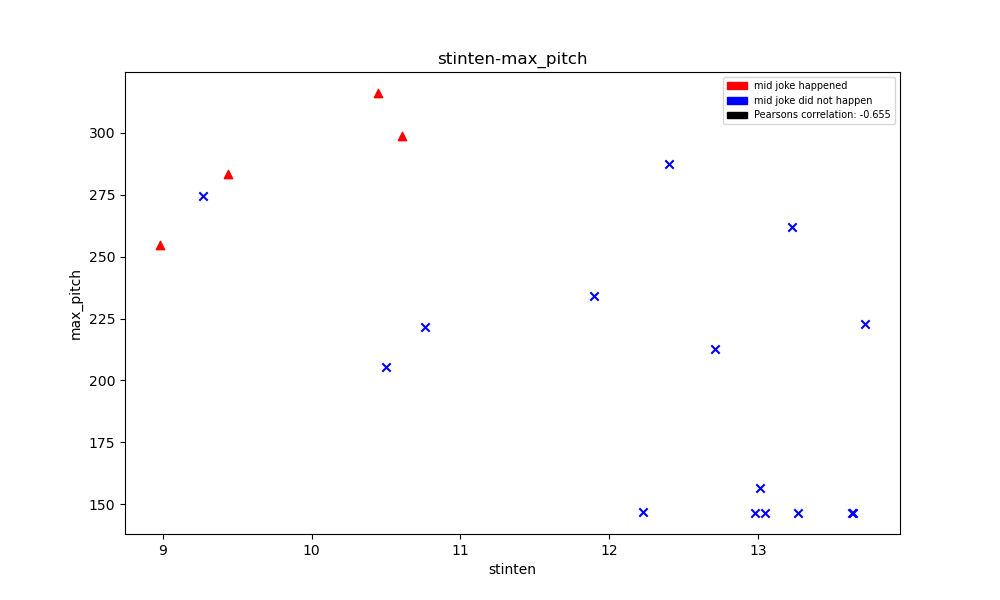 stinten-max_pitch
mid joke happened
mid joke did not happen
Pearsons correlation: -0.655
max_pitch
300
275
250
225
200
175
150
9 10 11 12 13
stinten